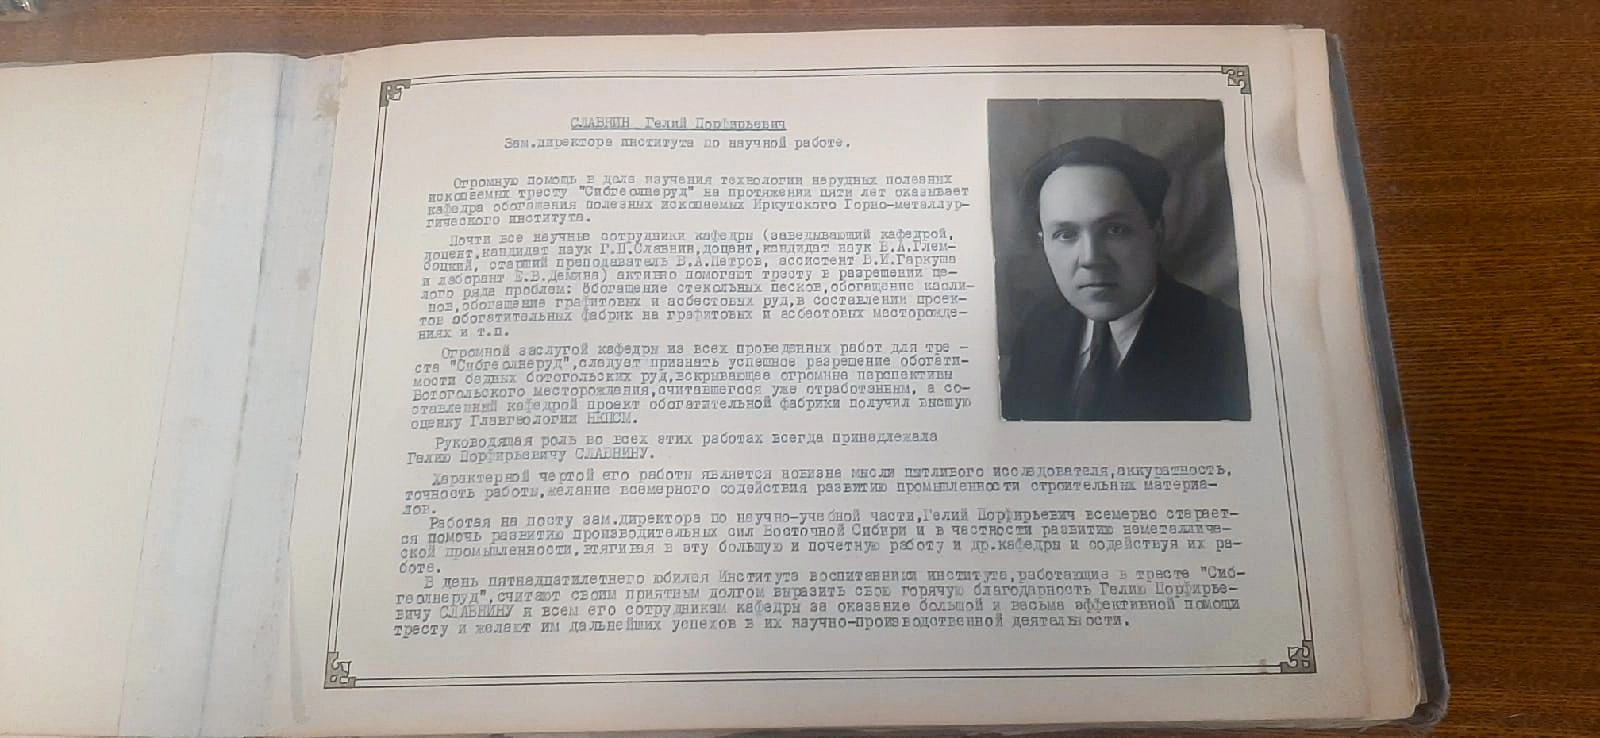 СЛАВНИН Гелий Порфирьевич
Зам.директора института по научной работе.
Огромную помощь в деле изучения технологии нерудных полезных
ископаемых тресту "Сибгеолнеруд" на протяжении пяти лет оказывает
кафедра обогащения полезных ископаемых Иркутского Горно-металлур-
гического института.
Почти все научные сотрудники кафедры (заведывающий кафедрой,
доцент,кандидат наук Г.П.Славнин,доцент,кандидат наук В.А.Глем-
боцкий, старший преподаватель В.А.Петров, ассистент В.И.Гаркуша
и лаборант Е.В.Демина) активно помогают тресту в разрешении це-
лого ряда проблем: обогащение стекольных песков,обогащение каоли-
нов,обогащение графитовых и асбестовых руд,в составлении проек-
тов обогатительных фабрик на графитовых и асбестовых месторожде-
ниях и т.п.
Огромной заслугой кафедры из всех проведенных работ для тре -
ста "Сибгеолнеруд",следует признать успешное разрешение обогати-
мости бедных ботогольских руд,вскрывающее огромные перспективы
Ботогольского месторождения,считавшегося уже отработанным, а со-
ставленный кафедрой проект обогатительной фабрики получил высшую
оценку Главгеологии НКПСМ.
Руководящая роль во всех этих работах всегда принадлежала
Гелию Порфирьевичу СЛАВНИНУ.
Характерной чертой его работы является новизна мысли пытливого исследователя,аккуратность,
точность работы,желание всемерного содействия развитию промышленности строительных материа-
лов.
Работая на посту зам.директора по научно-учебной части,Гелий Порфирьевич всемерно старает-
ся помочь развитию производительных сил Восточной Сибири и в частности развитию неметалличе-
ской промышленности,втягивая в эту большую и почетную работу и др.кафедры и содействуя их ра-
боте.
В день пятнадцатилетнего юбилея Института воспитанники института,работающие в тресте "Сиб-
геолнеруд",считают своим приятным долгом выразить свою горячую благодарность Гелию Порфирье-
вичу СЛАВНИНУ и всем его сотрудникам кафедры за оказание большой и весьма эффективной помощи
тресту и желают им дальнейших успехов в их научно-производственной деятельности.